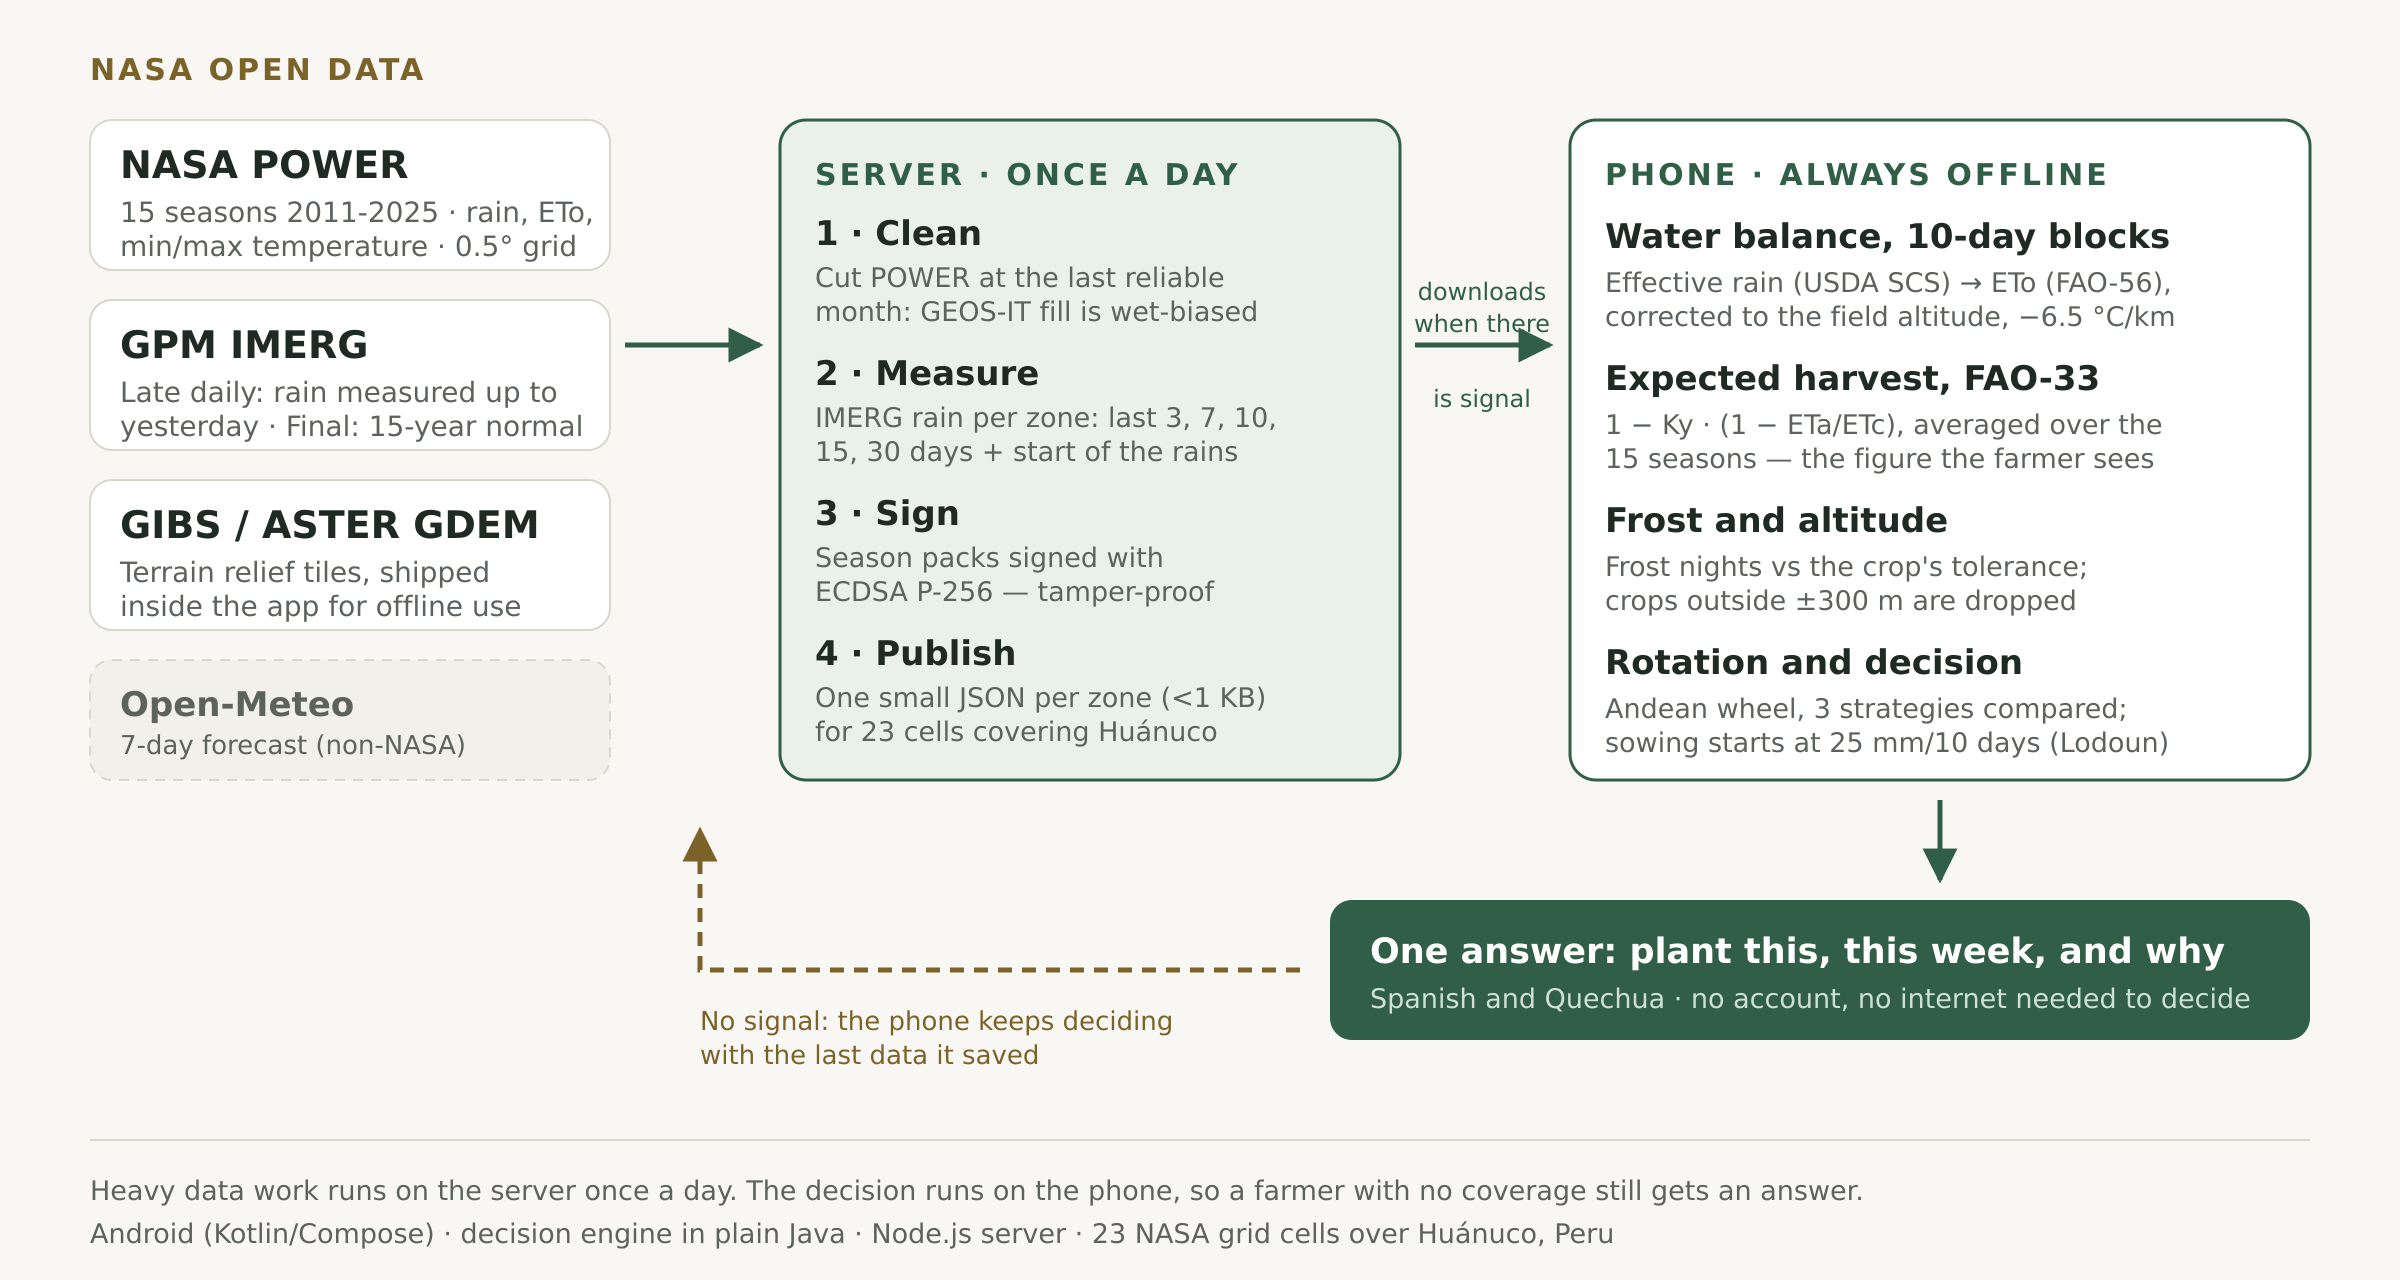 NASA OPEN DATA
NASA POWER
15 seasons 2011-2025 · rain, ETo,
min/max temperature · 0.5° grid
GPM IMERG
Late daily: rain measured up to
yesterday · Final: 15-year normal
GIBS / ASTER GDEM
Terrain relief tiles, shipped
inside the app for offline use
Open-Meteo
7-day forecast (non-NASA)
SERVER · ONCE A DAY
1 · Clean
Cut POWER at the last reliable
month: GEOS-IT fill is wet-biased
2 · Measure
IMERG rain per zone: last 3, 7, 10,
15, 30 days + start of the rains
3 · Sign
Season packs signed with
ECDSA P-256 — tamper-proof
4 · Publish
One small JSON per zone (<1 KB)
for 23 cells covering Huánuco
downloads
when there
is signal
PHONE · ALWAYS OFFLINE
Water balance, 10-day blocks
Effective rain (USDA SCS) → ETo (FAO-56),
corrected to the field altitude, −6.5 °C/km
Expected harvest, FAO-33
1 − Ky · (1 − ETa/ETc), averaged over the
15 seasons — the figure the farmer sees
Frost and altitude
Frost nights vs the crop's tolerance;
crops outside ±300 m are dropped
Rotation and decision
Andean wheel, 3 strategies compared;
sowing starts at 25 mm/10 days (Lodoun)
One answer: plant this, this week, and why
Spanish and Quechua · no account, no internet needed to decide
No signal: the phone keeps deciding
with the last data it saved
Heavy data work runs on the server once a day. The decision runs on the phone, so a farmer with no coverage still gets an answer.
Android (Kotlin/Compose) · decision engine in plain Java · Node.js server · 23 NASA grid cells over Huánuco, Peru